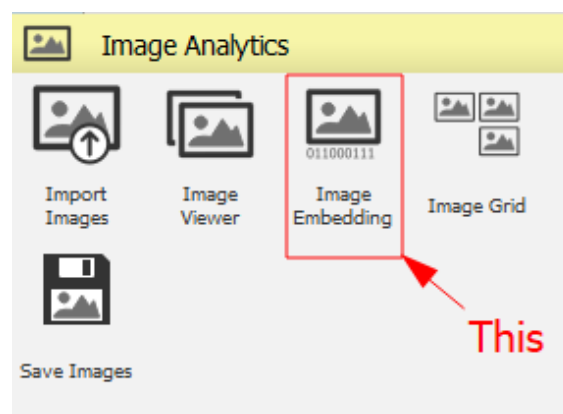 Image Analytics
011000111
Import
Images
Image
Viewer
Image
Embedding
Image Grid
This
Save Images